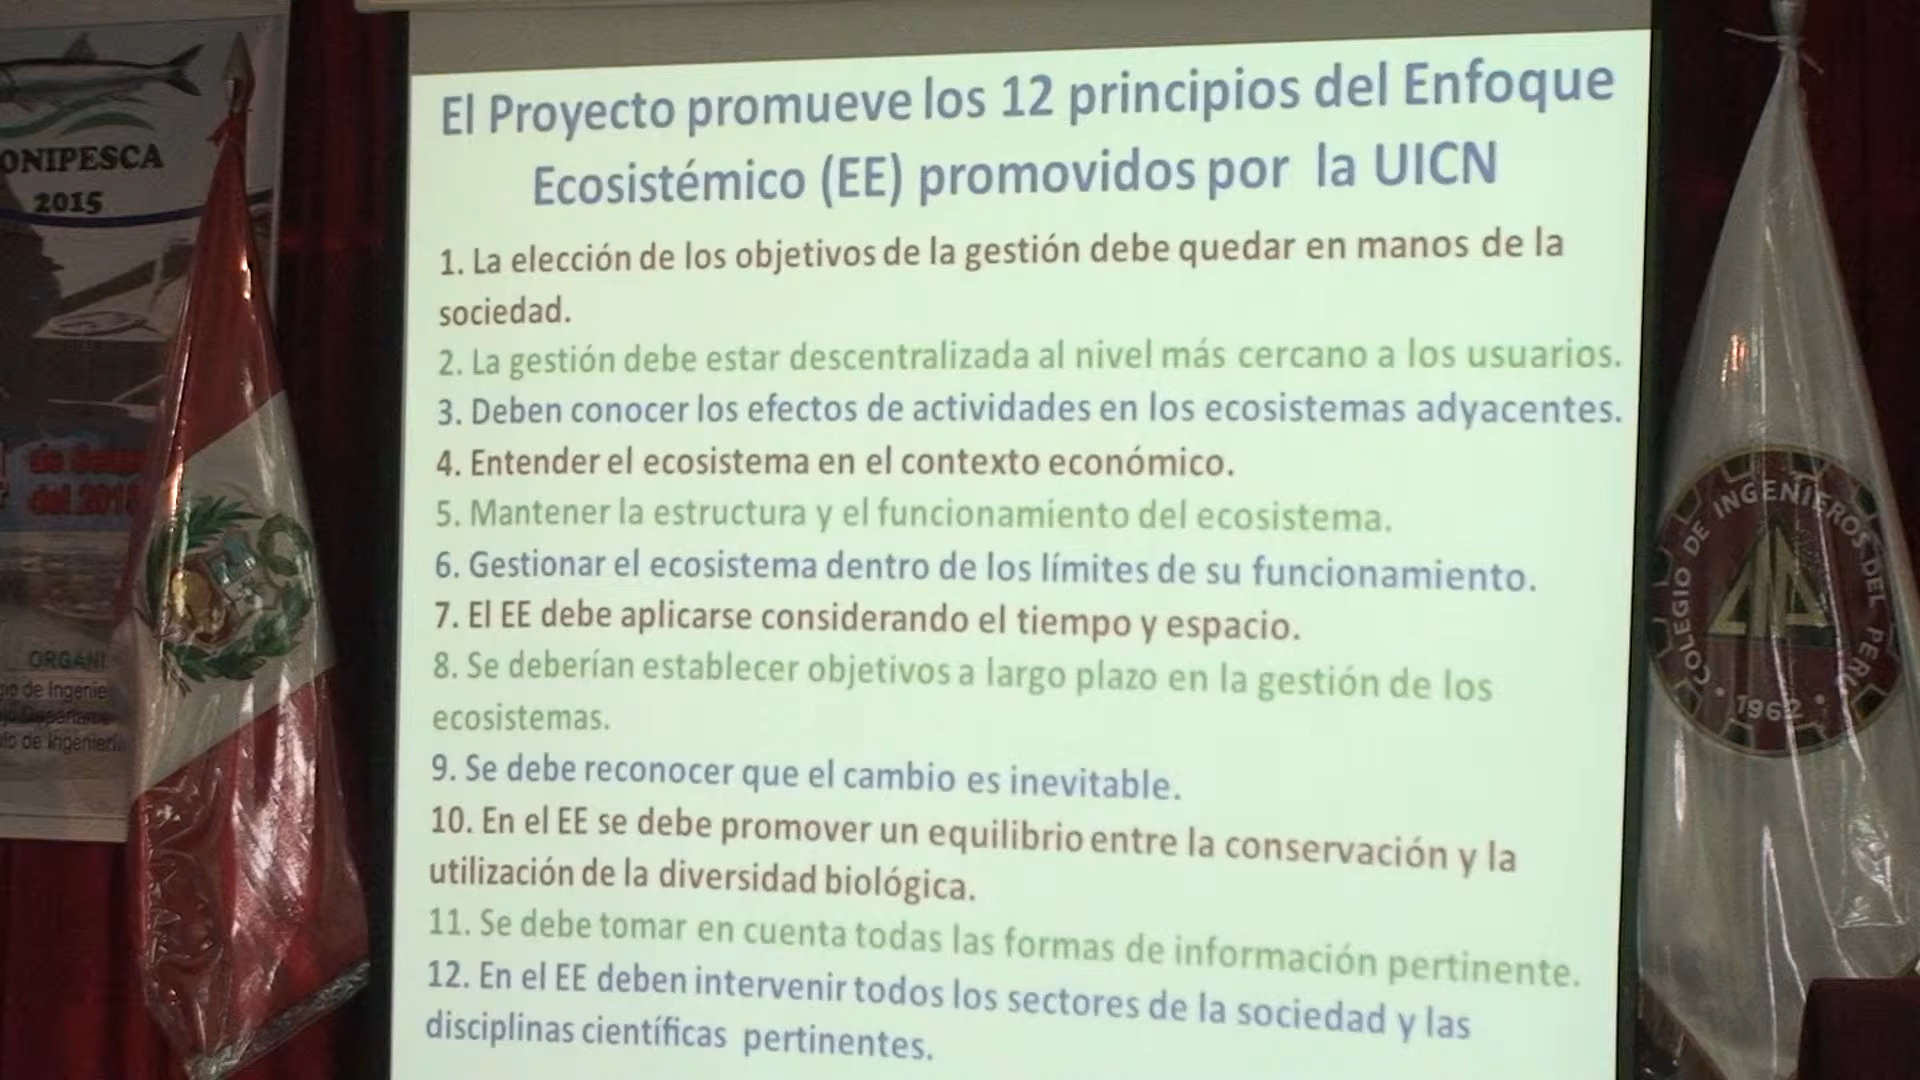 ONIPESCA
2015
El Proyecto promueve los 12 principios del Enfoque
Ecosistémico (EE) promovidos por la UICN
1. La elección de los objetivos de la gestión debe quedar en manos de la
sociedad.
2. La gestión debe estar descentralizada al nivel más cercano a los usuarios.
3. Deben conocer los efectos de actividades en los ecosistemas adyacentes.
4. Entender el ecosistema en el contexto económico.
5. Mantener la estructura y el funcionamiento del ecosistema.
6. Gestionar el ecosistema dentro de los límites de su funcionamiento.
7. El EE debe aplicarse considerando el tiempo y espacio.
8. Se deberían establecer objetivos a largo plazo en la gestión de los
ecosistemas.
9. Se debe reconocer que el cambio es inevitable.
10. En el EE se debe promover un equilibrio entre la conservación y la
utilización de la diversidad biológica.
11. Se debe tomar en cuenta todas las formas de información pertinente.
12. En el EE deben intervenir todos los sectores de la sociedad y las
disciplinas científicas pertinentes.
ORGANI
de Ingenie
de Ingeniería
COLEGIO DE INGENIEROS DEL PERU
1962